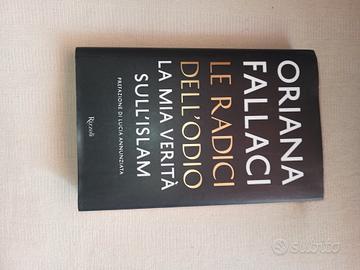 ORIANA
FALLACI
LE RADICI
DELL'ODIO
LA MIA VERITÀ
SULL'ISLAM
PREFAZIONE DI LUCIA ANNUNZIATA
Rizzoli
subito